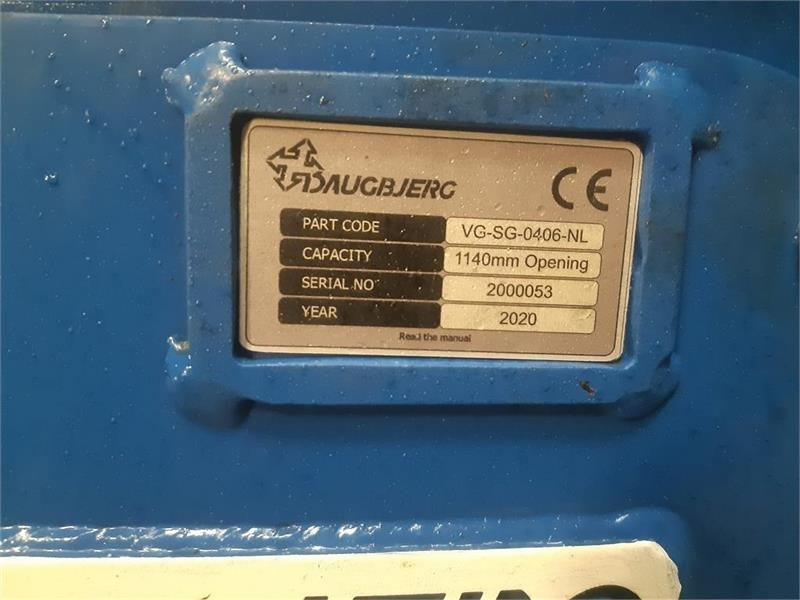 DAUGBJERG
CE
PART CODE VG-SG-0406-NL
CAPACITY 1140mm Opening
SERIAL NO 2000053
YEAR 2020
Read the manual